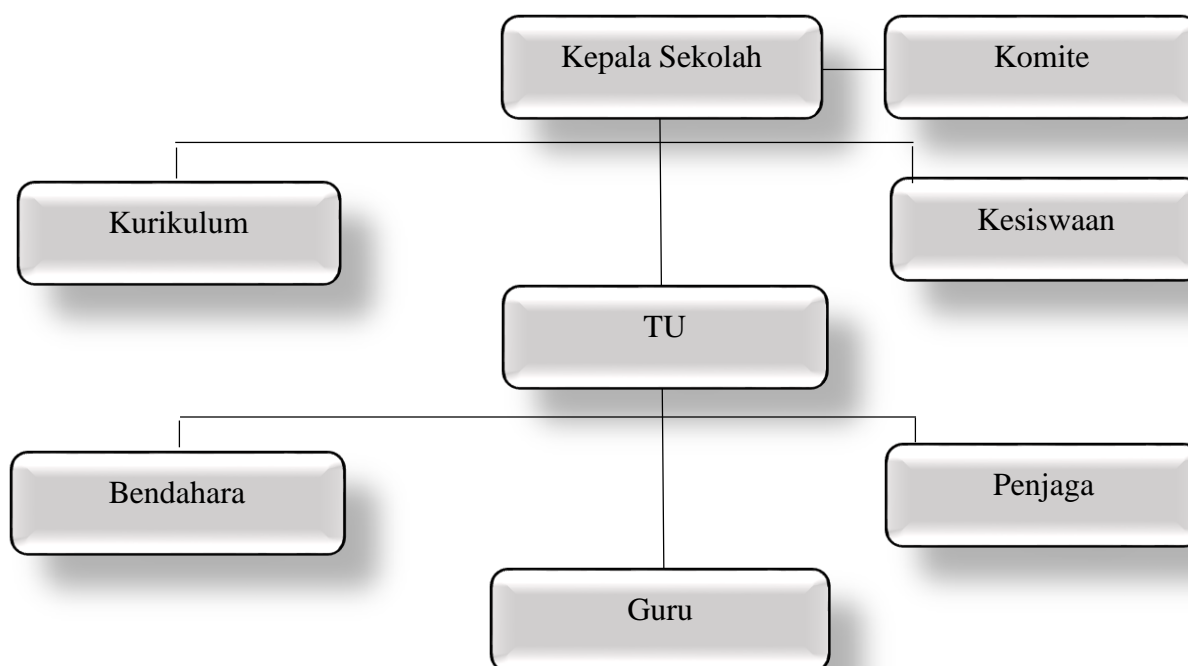 Kepala Sekolah
Komite
Kurikulum
Kesiswaan
TU
Bendahara
Penjaga
Guru